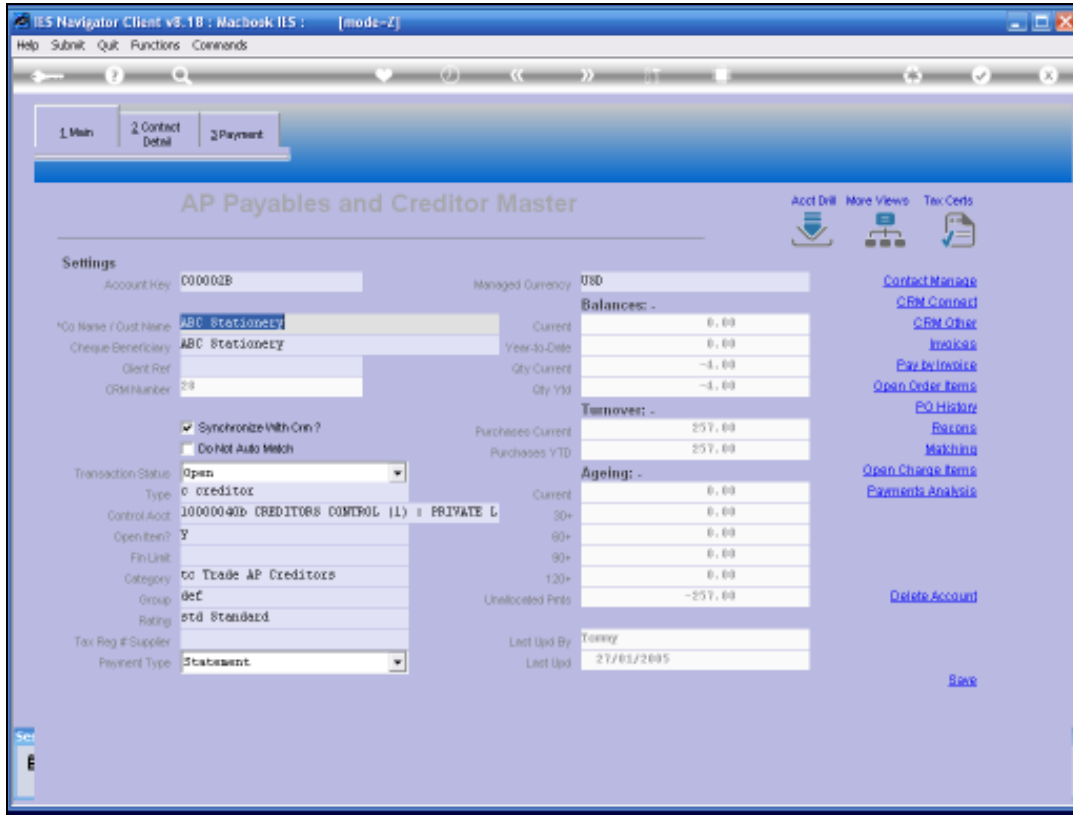 IES Navigator Client v8.18 : Macbook IES : [mode-Z]
Help Submit Quit Functions Commands
1 Main
2 Contact Detail
3 Payment
AP Payables and Creditor Master
Acct Drill More Views Tax Certs
Settings
Account Key C00002B
Managed Currency USD
Contact Manage
Balances: -
CRM Connect
*Co Name / Cust Name ABC Stationery
Current 0.00
CRM Other
Cheque Beneficiary ABC Stationery
Year-to-Date 0.00
Invoices
Client Ref
Qty Current -4.00
Pay by Invoice
CRM Number 28
Qty Ytd -4.00
Open Order Items
Turnover: -
PO History
Synchronize With Crm ?
Purchases Current 257.00
Recons
Do Not Auto Match
Purchases YTD 257.00
Matching
Transaction Status Open
Ageing: -
Open Charge Items
Type c creditor
Current 0.00
Payments Analysis
Control Acct 10000040b CREDITORS CONTROL (1) : PRIVATE L
30+ 0.00
Open Item? Y
60+ 0.00
Fin Limit
90+ 0.00
Category tc Trade AP Creditors
120+ 0.00
Group def
Unallocated Pmts -257.00
Delete Account
Rating std Standard
Tax Reg # Supplier
Last Upd By Tommy
Payment Type Statement
Last Upd 27/01/2005
Save